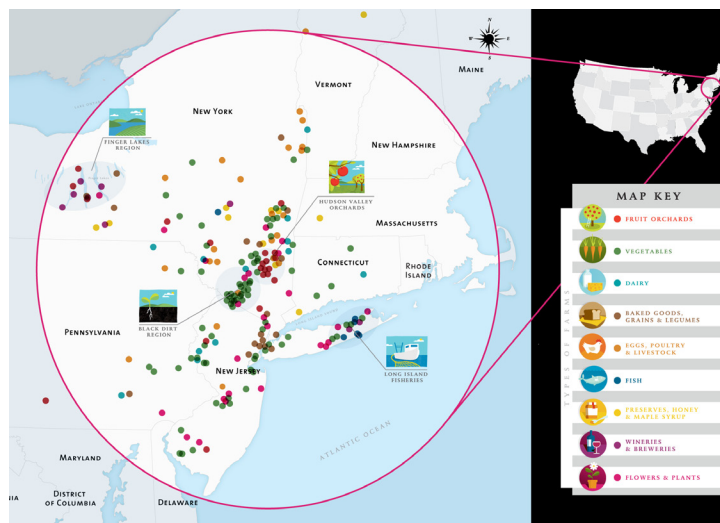 N
W
E
S
MAINE
VERMONT
NEW YORK
FINGER LAKES
REGION
NEW HAMPSHIRE
HUDSON VALLEY
ORCHARDS
MASSACHUSETTS
CONNECTICUT
RHODE
ISLAND
BLACK DIRT
REGION
PENNSYLVANIA
LONG ISLAND
FISHERIES
NEW JERSEY
ATLANTIC OCEAN
MARYLAND
DISTRICT
OF COLUMBIA
NIA
DELAWARE
MAP KEY
TYPES OF FARMS
FRUIT ORCHARDS
VEGETABLES
DAIRY
BAKED GOODS,
GRAINS & LEGUMES
EGGS, POULTRY
& LIVESTOCK
FISH
PRESERVES, HONEY
& MAPLE SYRUP
WINERIES
& BREWERIES
FLOWERS & PLANTS